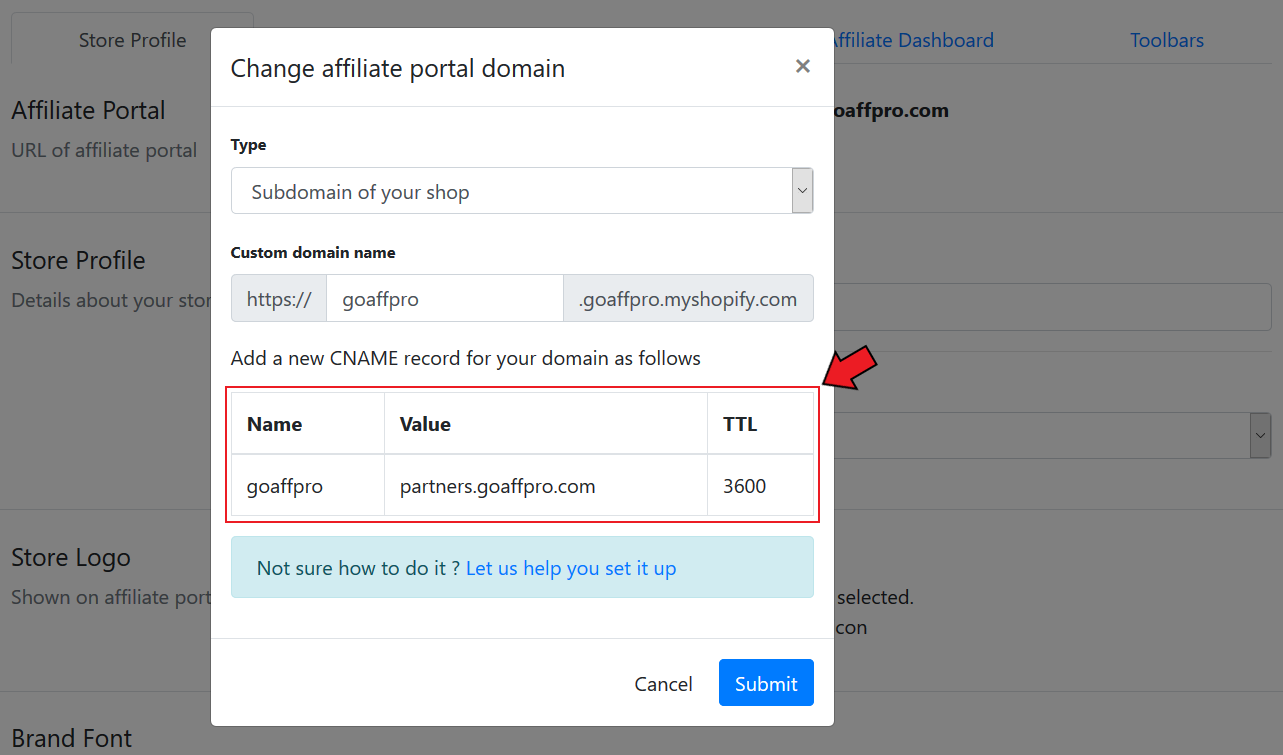 Store Profile
Affiliate Dashboard
Toolbars
Change affiliate portal domain
×
Affiliate Portal
oaffpro.com
URL of affiliate portal
Type
Subdomain of your shop
Store Profile
Custom domain name
Details about your stor
https://
goaffpro
.goaffpro.myshopify.com
Add a new CNAME record for your domain as follows
Name Value TTL
goaffpro partners.goaffpro.com 3600
Store Logo
Not sure how to do it ? Let us help you set it up
Shown on affiliate port
selected.
con
Cancel
Submit
Brand Font